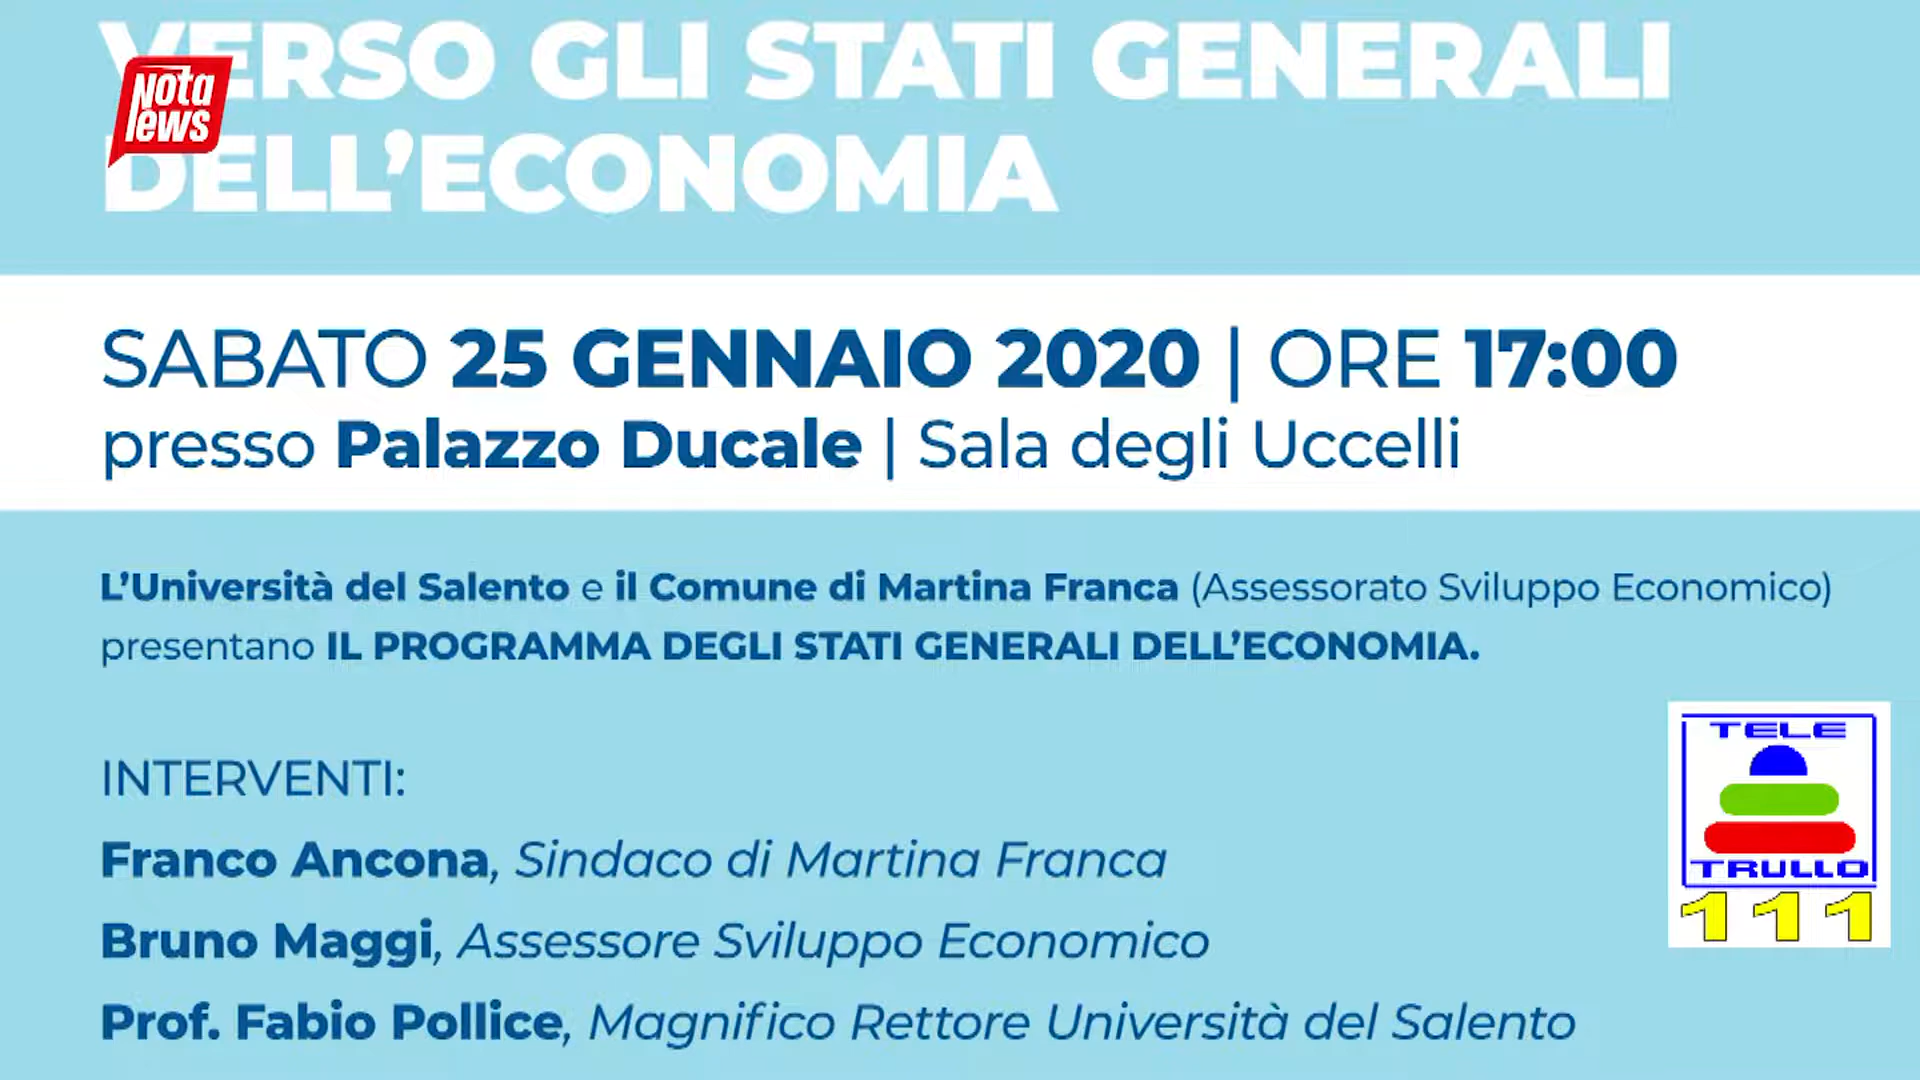 VERSO GLI STATI GENERALI
DELL'ECONOMIA
NOTA
NEWS
SABATO 25 GENNAIO 2020 | ORE 17:00
presso Palazzo Ducale | Sala degli Uccelli
L'Università del Salento e il Comune di Martina Franca (Assessorato Sviluppo Economico)
presentano IL PROGRAMMA DEGLI STATI GENERALI DELL'ECONOMIA.
INTERVENTI:
Franco Ancona, Sindaco di Martina Franca
Bruno Maggi, Assessore Sviluppo Economico
Prof. Fabio Pollice, Magnifico Rettore Università del Salento
TELE
TRULLO
111